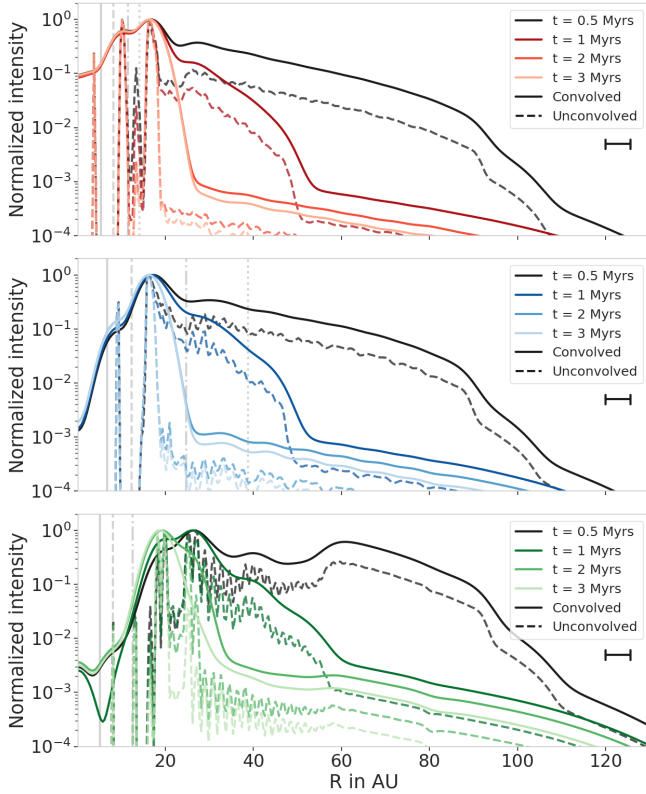 Normalized intensity
10⁰
10⁻¹
10⁻²
10⁻³
10⁻⁴
t = 0.5 Myrs
t = 1 Myrs
t = 2 Myrs
t = 3 Myrs
Convolved
Unconvolved
Normalized intensity
10⁰
10⁻¹
10⁻²
10⁻³
10⁻⁴
t = 0.5 Myrs
t = 1 Myrs
t = 2 Myrs
t = 3 Myrs
Convolved
Unconvolved
Normalized intensity
10⁰
10⁻¹
10⁻²
10⁻³
10⁻⁴
t = 0.5 Myrs
t = 1 Myrs
t = 2 Myrs
t = 3 Myrs
Convolved
Unconvolved
20 40 60 80 100 120
R in AU